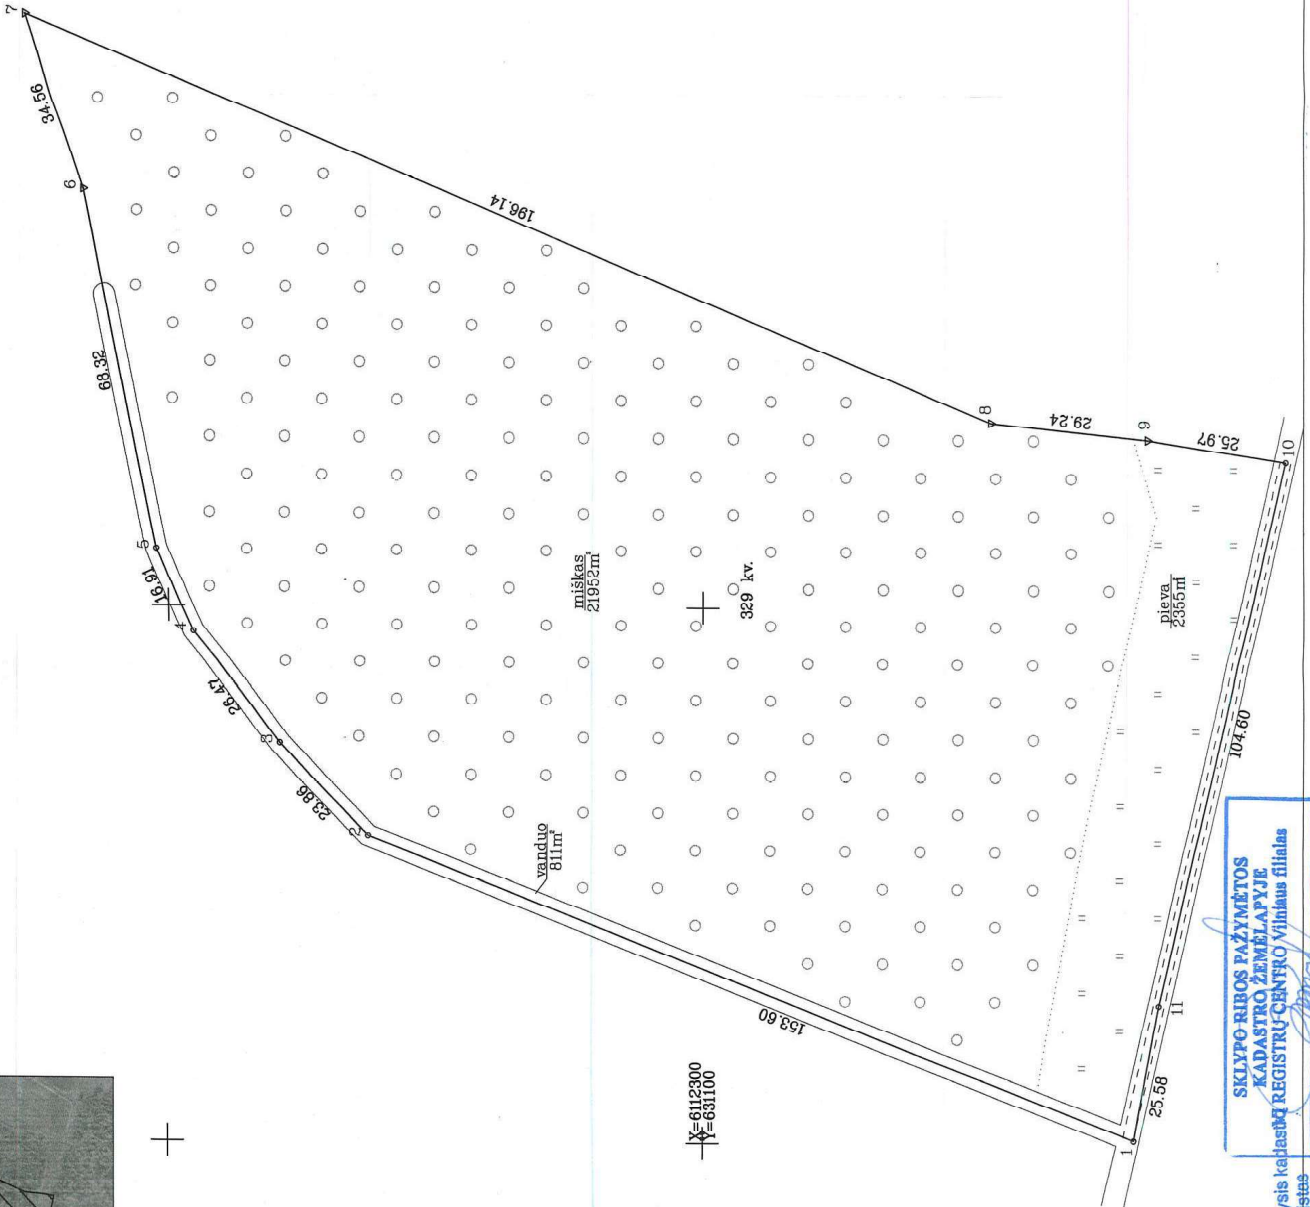 7
34.56
6
68.32
5
16.91
4
26.47
3
23.86
2
196.14
8
29.24
9
25.97
10
miškas
21952m²
329 kv.
pieva
2355m²
vanduo
811m²
153.60
104.60
X=6112300
Y=631100
1
25.58
11
SKLYPO RIBOS PAŽYMĖTOS
KADASTRO ŽEMĖLAPYJE
REGISTRŲ CENTRO Vilniaus filialas